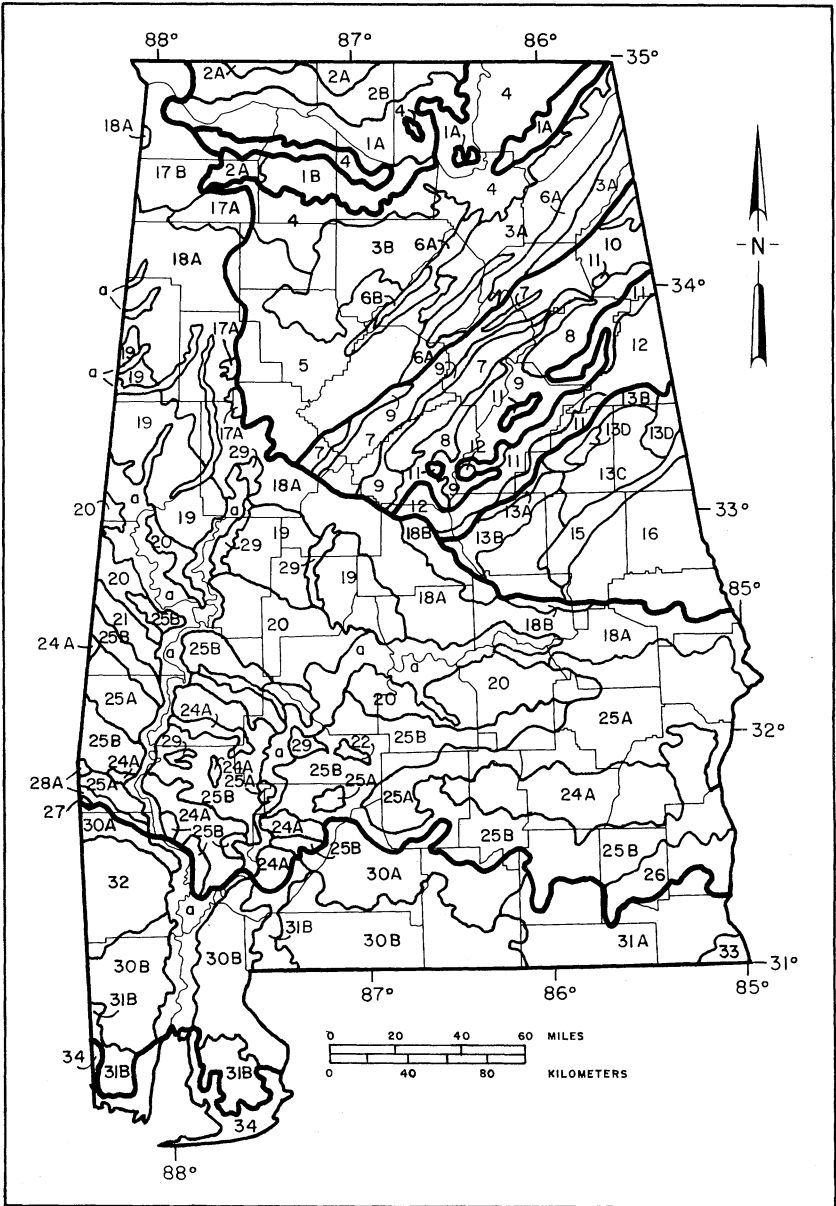 88° 87° 86°
35°
2A 2A
2B 4
4
18A 1A 1A 1A
17B 2A 4 1B
4 6A 3A
17A 4 3A
3B 6A 10
18A 11
a 6B 7 11 34°
17A 8
19 5 6A 12
a 19 9 7 9
11 13B
19 9 11 13D 13D
17A 7 7 8 12
29 11 11 13C
18A 9 9
a 12 13A 33°
20 19 a 19 18B 13B 15 16
20 29
29 19
20 a 18A 85°
21 25B 20 18B 18A
24A 25B a 25B a a
25A 24A 20 20
25A
25B 29 a a 29 22 25B 32°
24A 24A 25B
28A 25A 25A 25A 25A 24A
27 25B
30A 24A 24A 25B
25B 25B 25B
24A 30A 26
32
a
31B
30B 30B 30B 31A 33
31°
31B 87° 86° 85°
34 a
31B 31B
34
88°
N
0 20 40 60 MILES
0 40 80 KILOMETERS